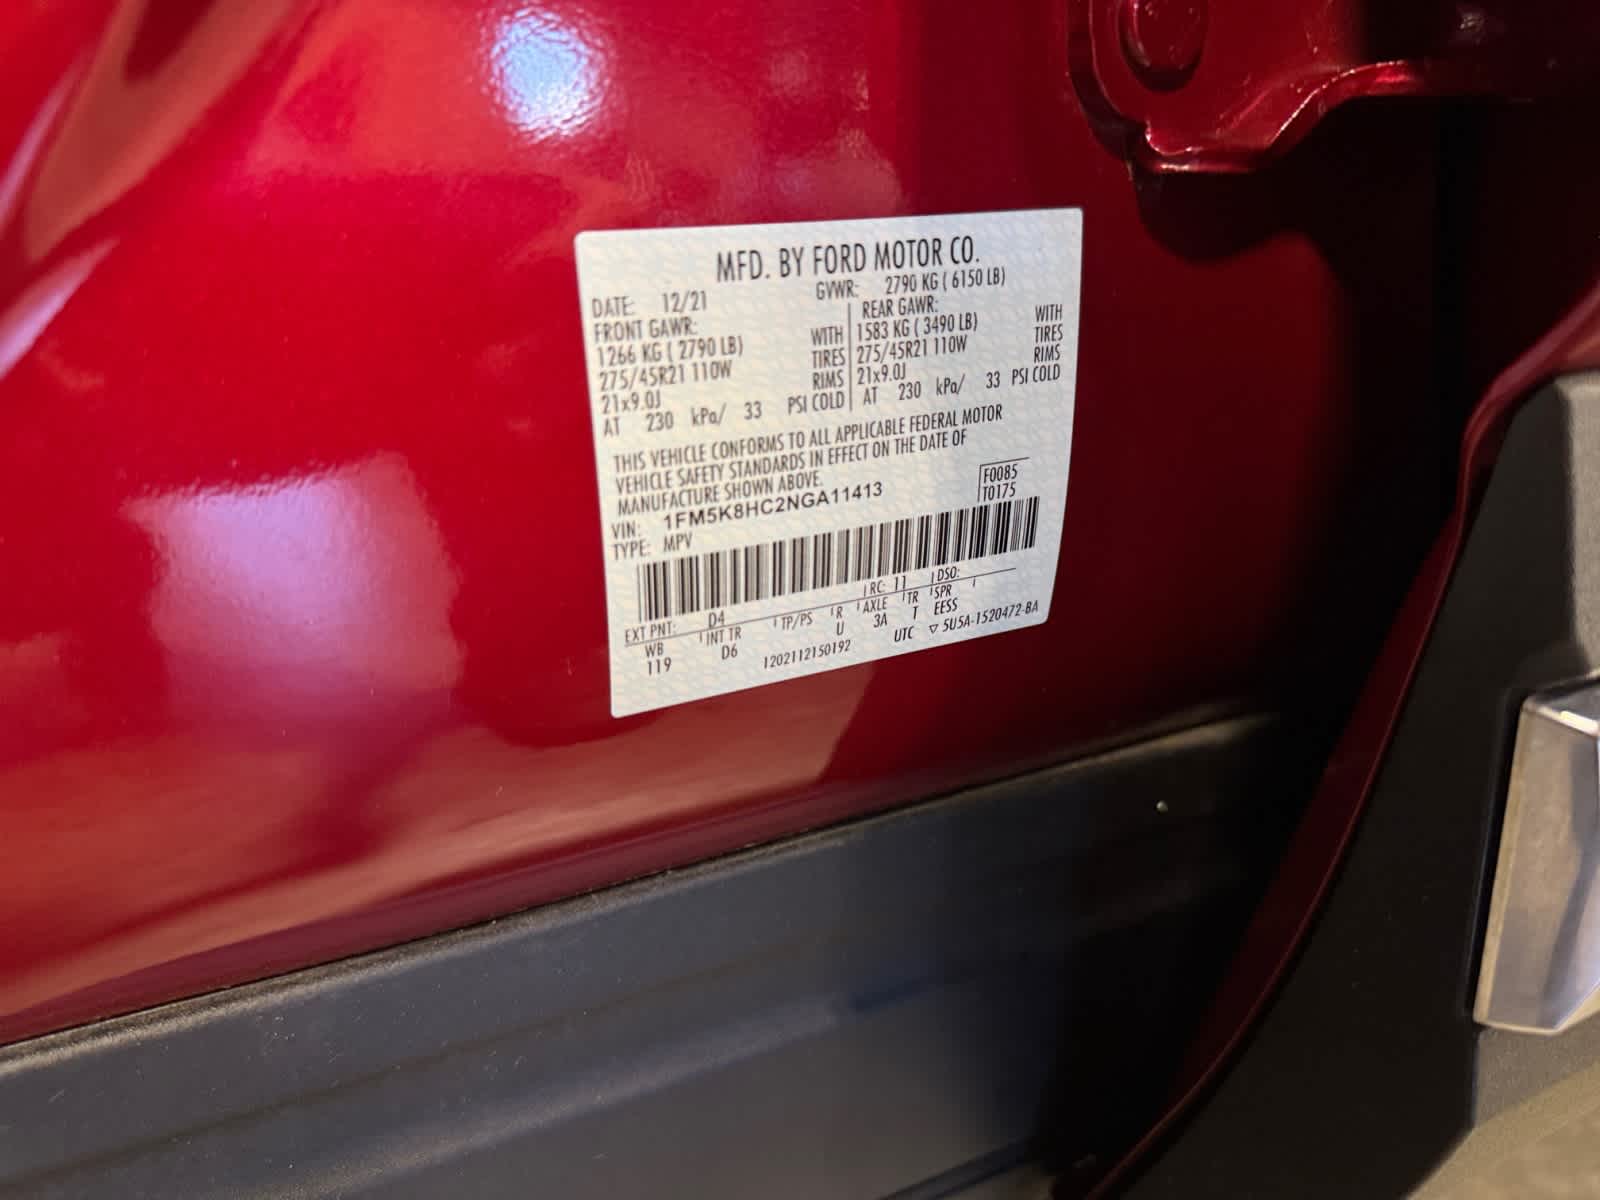 MFD. BY FORD MOTOR CO.
DATE: 12/21 GVWR: 2790 KG ( 6150 LB)
FRONT GAWR: REAR GAWR:
1266 KG ( 2790 LB) WITH 1583 KG ( 3490 LB) WITH
275/45R21 110W TIRES 275/45R21 110W TIRES
21x9.0J RIMS 21x9.0J RIMS
AT 230 kPa/ 33 PSI COLD AT 230 kPa/ 33 PSI COLD
THIS VEHICLE CONFORMS TO ALL APPLICABLE FEDERAL MOTOR
VEHICLE SAFETY STANDARDS IN EFFECT ON THE DATE OF
MANUFACTURE SHOWN ABOVE.
F0085
VIN: 1FM5K8HC2NGA11413 T0175
TYPE: MPV
EXT PNT: D4 RC: 11 DSO:
WB INT TR TP/PS R AXLE TR SPR
119 D6 U 3A T EESS
1202112150192 UTC ▽ 5U5A-1520472-BA